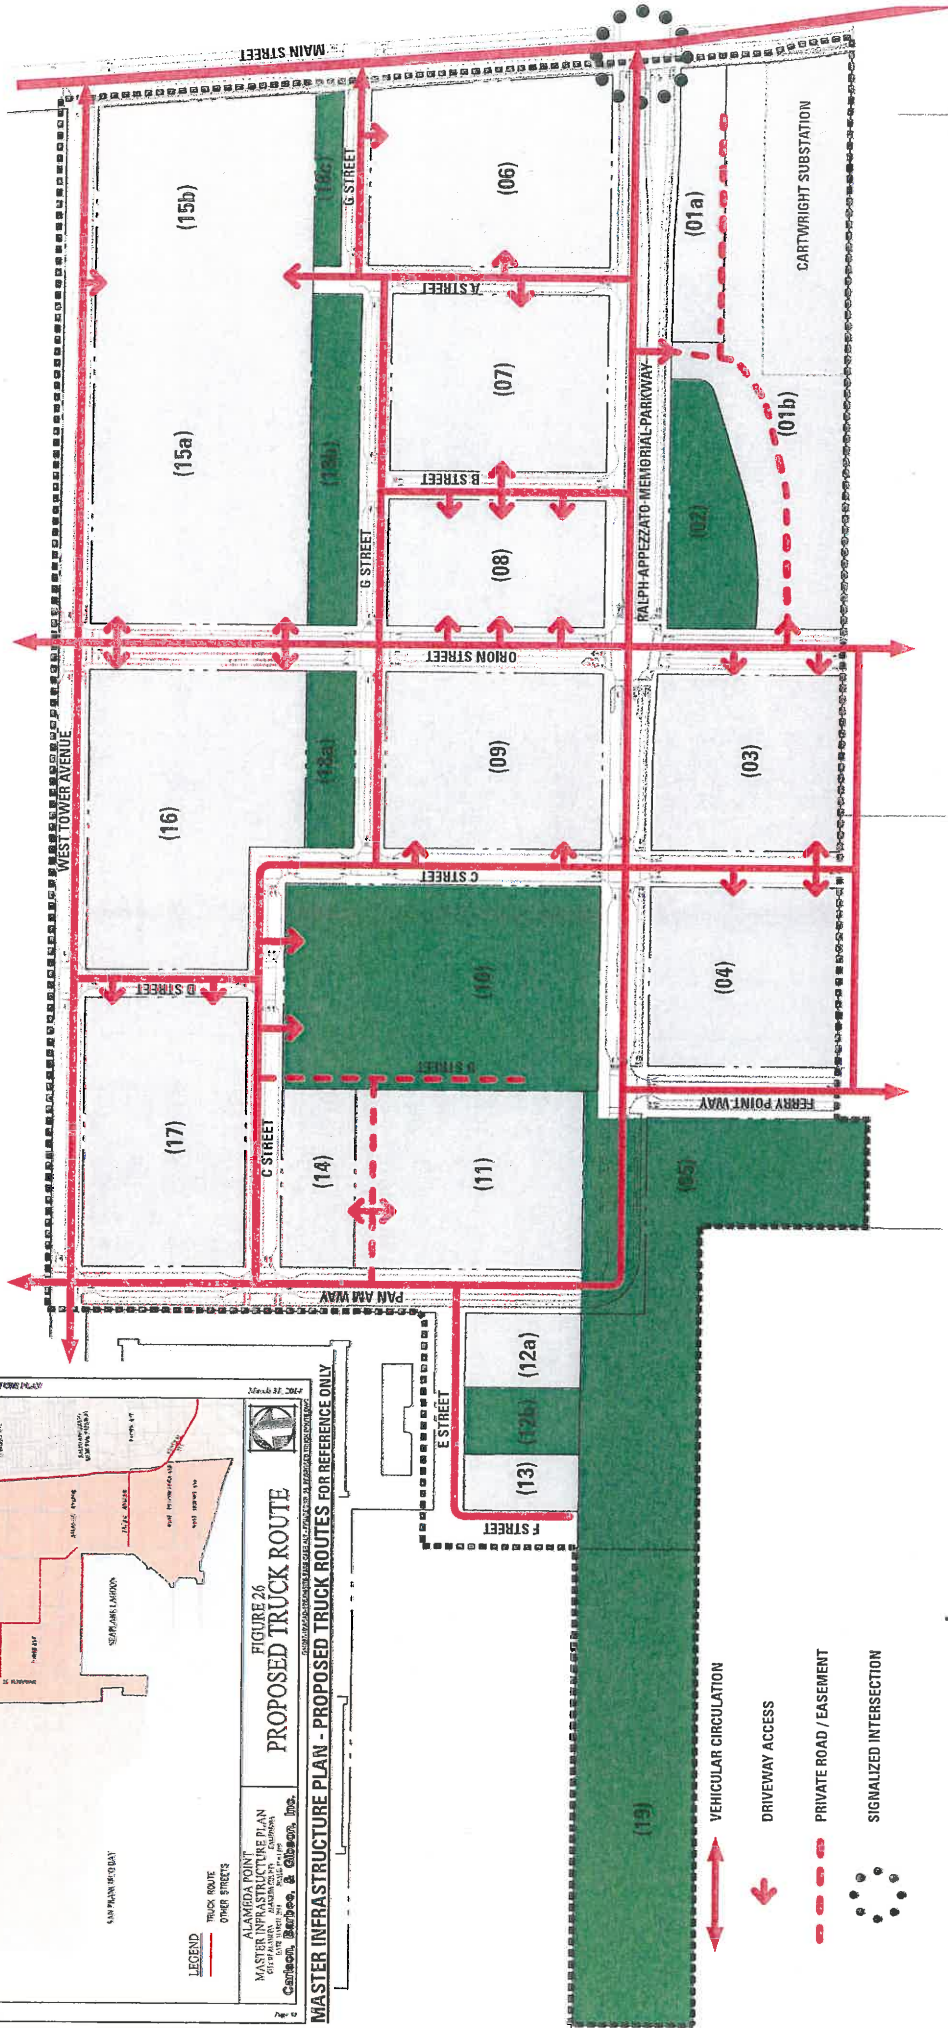 MAIN STREET
WEST TOWER AVENUE
(15b)
(18c)
G STREET
(06)
(01a)
CARTWRIGHT SUBSTATION
A STREET
(15a)
(07)
B STREET
G STREET
(08)
RALPH APPEZZATO MEMORIAL PARKWAY
(02)
(01b)
ORION STREET
(16)
(18a)
(09)
(03)
C STREET
D STREET
(10)
(04)
D STREET
(17)
C STREET
(14)
(11)
FERRY POINT WAY
(05)
PAN AM WAY
E STREET
(12a)
(12b)
(13)
F STREET
(19)
SEAPLANE LAGOON
SAN FRANCISCO BAY
LEGEND
TRUCK ROUTE
OTHER STREETS
ALAMEDA POINT
MASTER INFRASTRUCTURE PLAN
Carlson, Barbee, & Gibson, Inc.
FIGURE 26
PROPOSED TRUCK ROUTE
MASTER INFRASTRUCTURE PLAN - PROPOSED TRUCK ROUTES FOR REFERENCE ONLY
VEHICULAR CIRCULATION
DRIVEWAY ACCESS
PRIVATE ROAD / EASEMENT
SIGNALIZED INTERSECTION